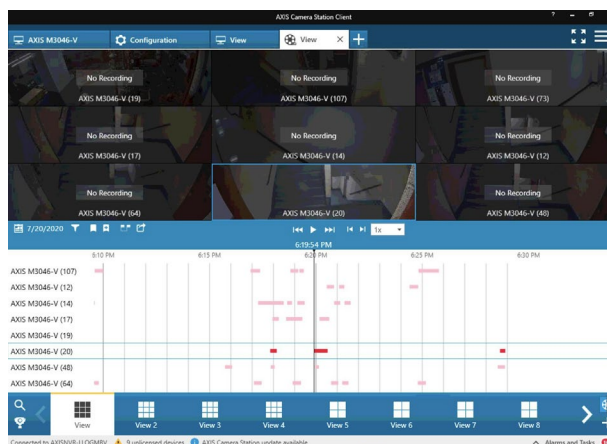 AXIS Camera Station Client
? – 
AXIS M3046-V
Configuration
View
View ×
No Recording
No Recording
No Recording
AXIS M3046-V (19)
AXIS M3046-V (107)
AXIS M3046-V (73)
No Recording
No Recording
No Recording
AXIS M3046-V (17)
AXIS M3046-V (14)
AXIS M3046-V (12)
No Recording
No Recording
AXIS M3046-V (64)
AXIS M3046-V (20)
AXIS M3046-V (48)
7/20/2020
1x
6:19:54 PM
6:10 PM
6:15 PM
6:20 PM
6:25 PM
6:30 PM
AXIS M3046-V (107)
AXIS M3046-V (12)
AXIS M3046-V (14)
AXIS M3046-V (17)
AXIS M3046-V (19)
AXIS M3046-V (20)
AXIS M3046-V (48)
AXIS M3046-V (64)
View
View 2
View 3
View 4
View 5
View 6
View 7
View 8
Connected to
9 unlicensed devices
AXIS Camera Station update available
Alarms and Tasks